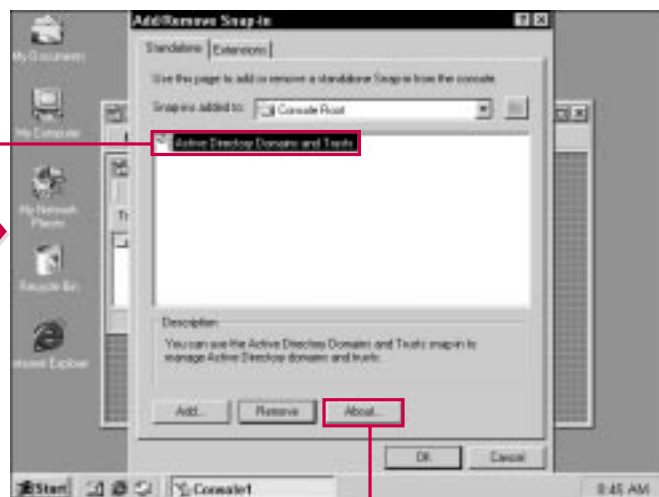 Add/Remove Snap-in
Standalone
Extensions
Use this page to add or remove a standalone Snap-in from the console.
Snap-ins added to:
Console Root
Active Directory Domains and Trusts
Description
You can use the Active Directory Domains and Trusts snap-in to
manage Active Directory domains and trusts.
Add...
Remove
About...
OK
Cancel
My Documents
My Computer
My Network
Places
Recycle Bin
Internet Explorer
Start
Console1
8:45 AM